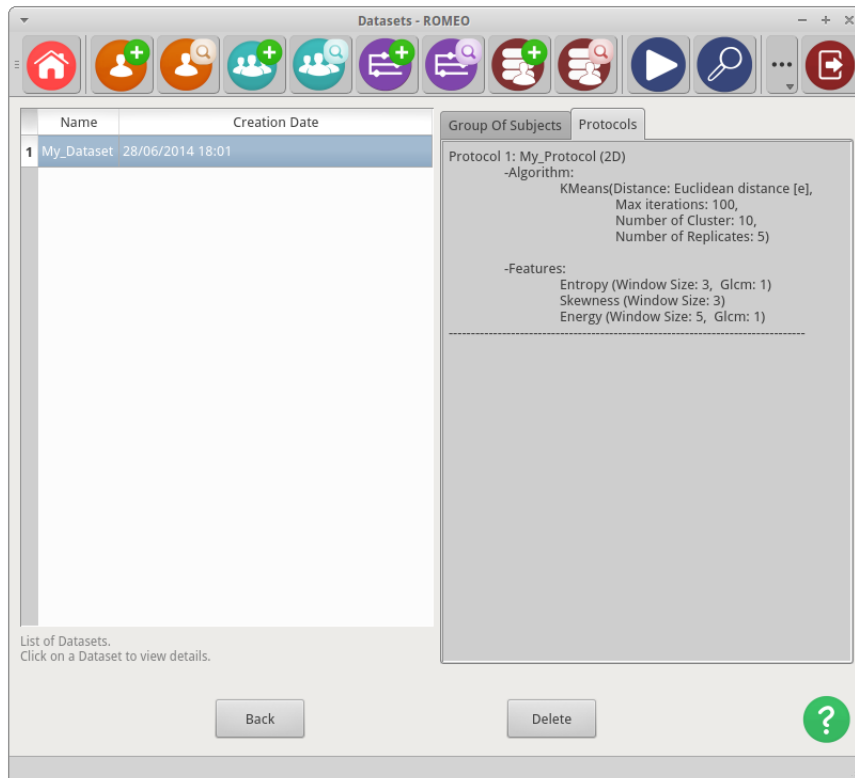 Datasets - ROMEO
Name Creation Date
1 My_Dataset 28/06/2014 18:01
List of Datasets.
Click on a Dataset to view details.
Group Of Subjects Protocols
Protocol 1: My_Protocol (2D)
-Algorithm:
KMeans(Distance: Euclidean distance [e],
Max iterations: 100,
Number of Cluster: 10,
Number of Replicates: 5)
-Features:
Entropy (Window Size: 3, Glcm: 1)
Skewness (Window Size: 3)
Energy (Window Size: 5, Glcm: 1)
--------------------------------------------------------------------------------
Back Delete
?